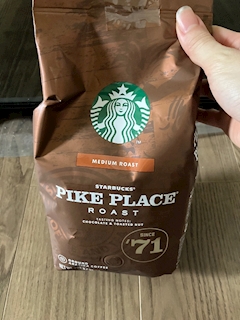 MEDIUM ROAST
STARBUCKS®
PIKE PLACE®
ROAST
TASTING NOTES:
CHOCOLATE & TOASTED NUT
SINCE
'71